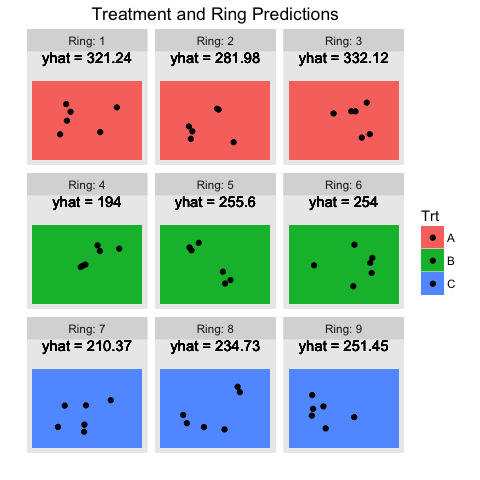 Treatment and Ring Predictions
Ring: 1
yhat = 321.24
Ring: 2
yhat = 281.98
Ring: 3
yhat = 332.12
Ring: 4
yhat = 194
Ring: 5
yhat = 255.6
Ring: 6
yhat = 254
Ring: 7
yhat = 210.37
Ring: 8
yhat = 234.73
Ring: 9
yhat = 251.45
Trt
A
B
C